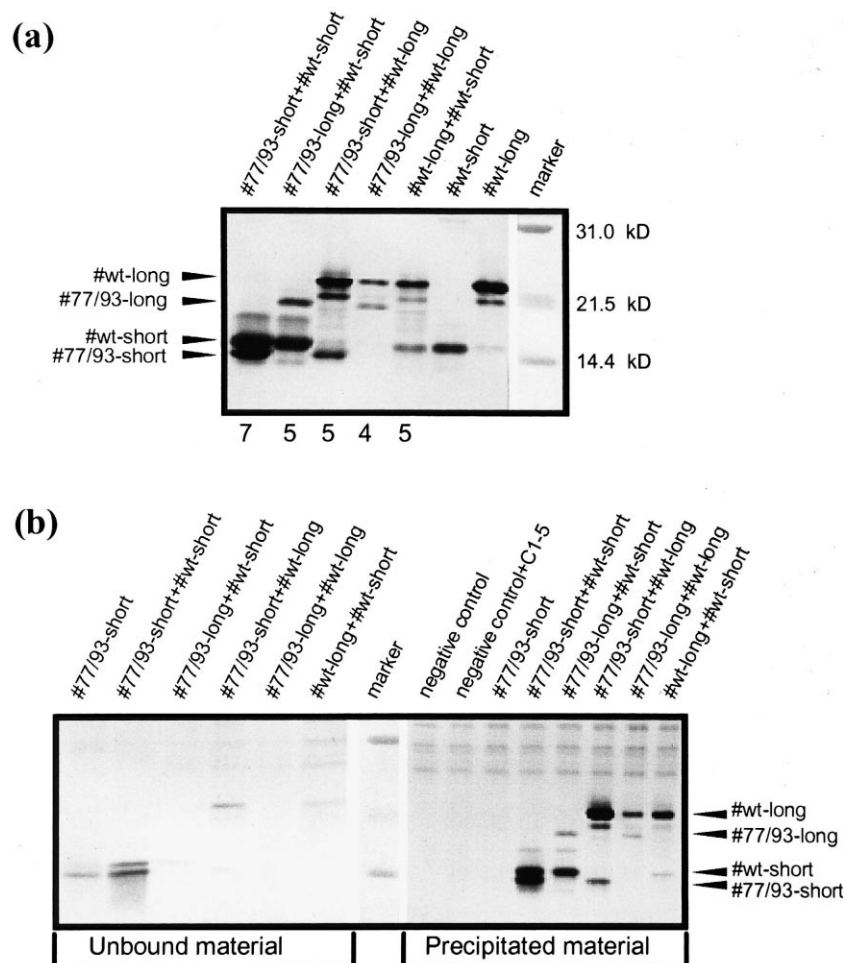 (a)
#77/93-short+#wt-short
#77/93-long+#wt-short
#77/93-short+#wt-long
#77/93-long+#wt-long
#wt-long+#wt-short
#wt-short
#wt-long
marker
#wt-long
#77/93-long
#wt-short
#77/93-short
31.0 kD
21.5 kD
14.4 kD
7 5 5 4 5
(b)
#77/93-short
#77/93-short+#wt-short
#77/93-long+#wt-short
#77/93-short+#wt-long
#77/93-long+#wt-long
#wt-long+#wt-short
marker
negative control
negative control+C1-5
#77/93-short
#77/93-short+#wt-short
#77/93-long+#wt-short
#77/93-short+#wt-long
#77/93-long+#wt-long
#wt-long+#wt-short
#wt-long
#77/93-long
#wt-short
#77/93-short
Unbound material
Precipitated material